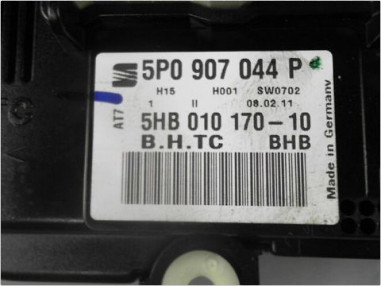 5P0 907 044 P
H15 H001 SW0702
1 II 08.02.11
AT7
5HB 010 170-10
B.H.TC BHB
Made in Germany